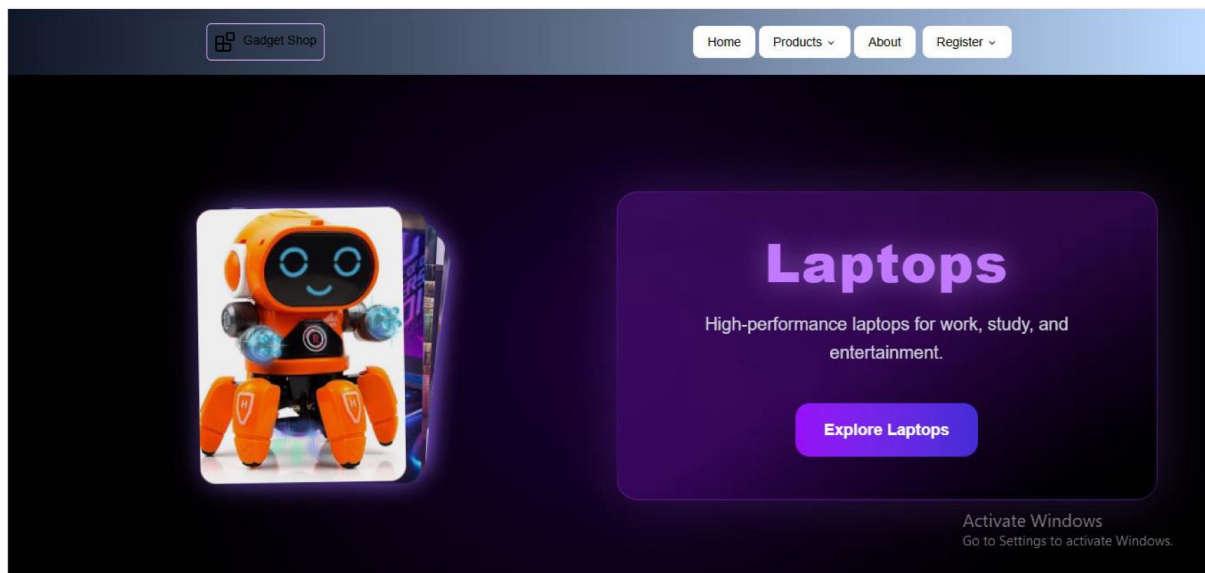 Gadget Shop
Home
Products
About
Register
R
H
H
Laptops
High-performance laptops for work, study, and
entertainment.
Explore Laptops
Activate Windows
Go to Settings to activate Windows.